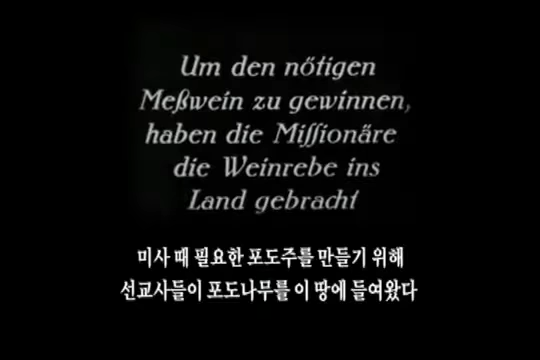 Um den nötigen
Meßwein zu gewinnen,
haben die Miſſionäre
die Weinrebe ins
Land gebracht
미사 때 필요한 포도주를 만들기 위해
선교사들이 포도나무를 이 땅에 들여왔다